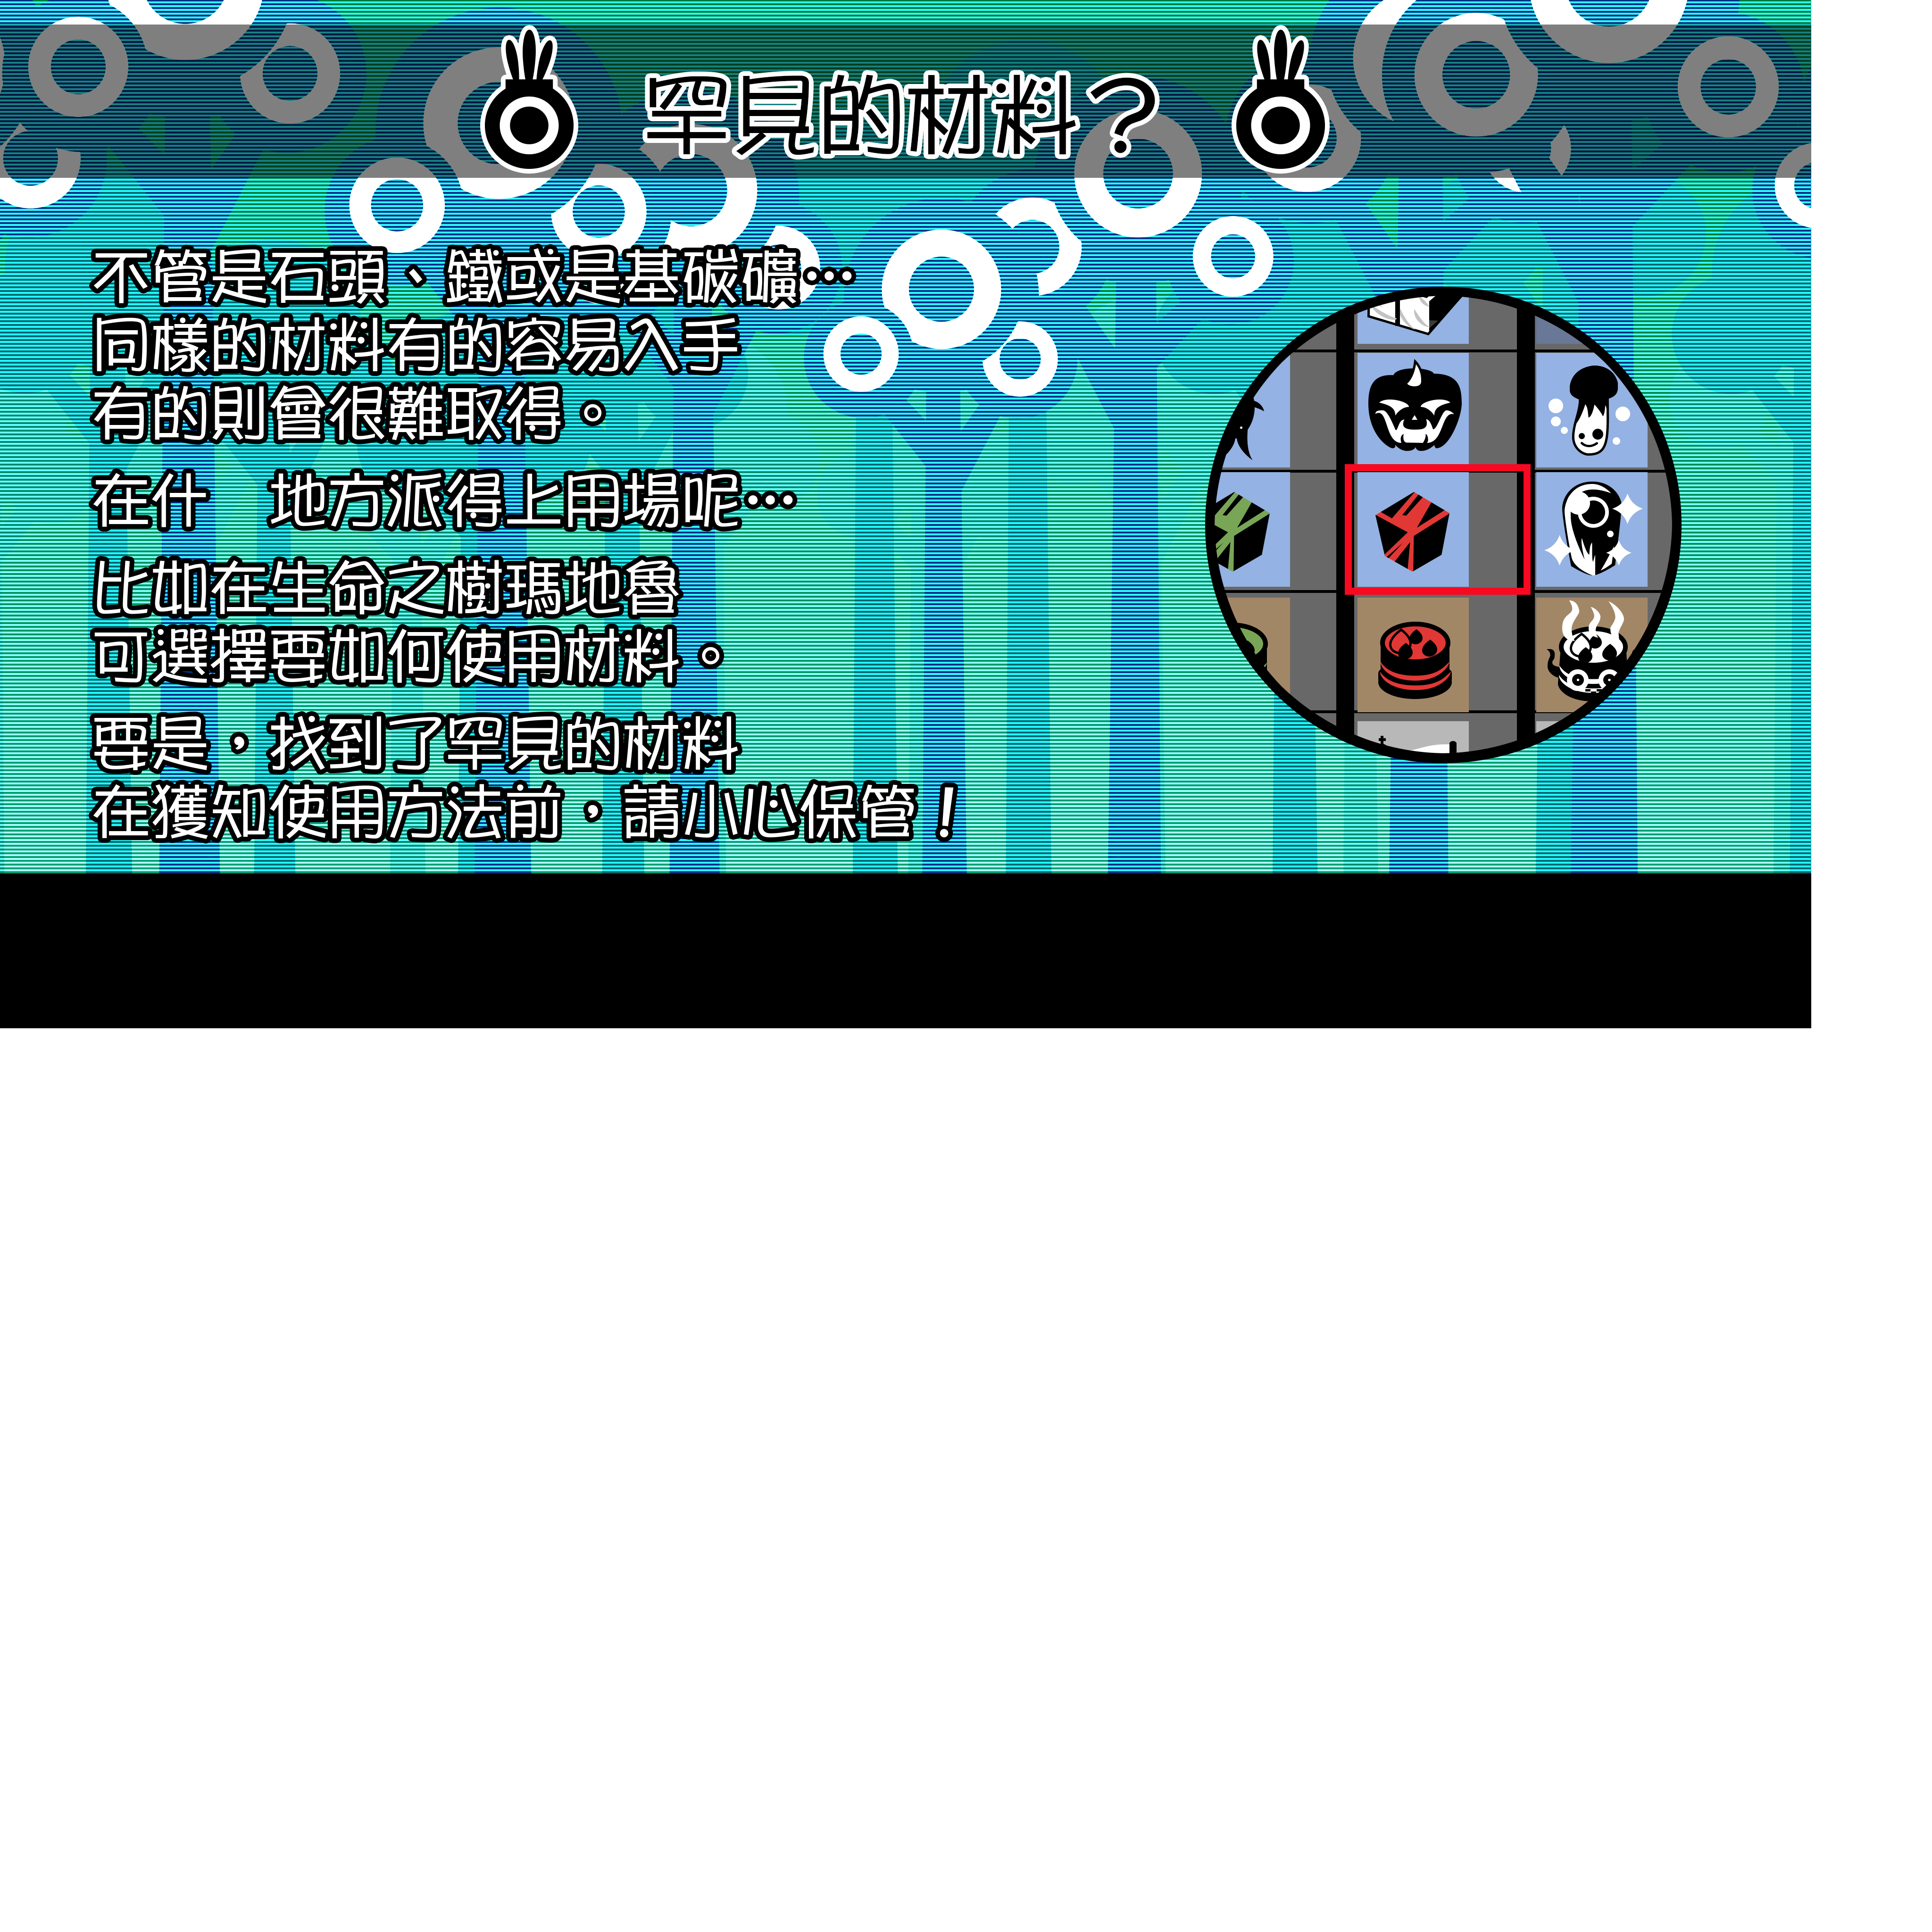 罕見的材料？
不管是石頭、鐵或是基碳礦…
同樣的材料有的容易入手
有的則會很難取得。
在什　地方派得上用場呢…
比如在生命之樹瑪地魯
可選擇要如何使用材料。
要是，找到了罕見的材料
在獲知使用方法前，請小心保管！